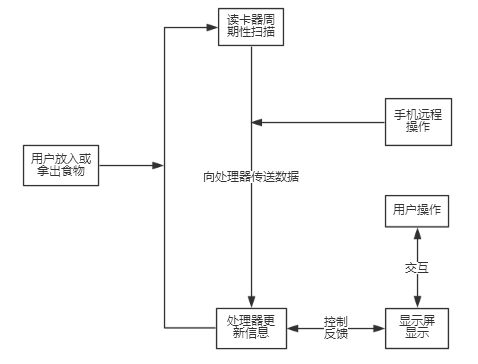 读卡器周
期性扫描
手机远程
操作
用户放入或
拿出食物
向处理器传送数据
用户操作
交互
处理器更
新信息
控制
反馈
显示屏
显示